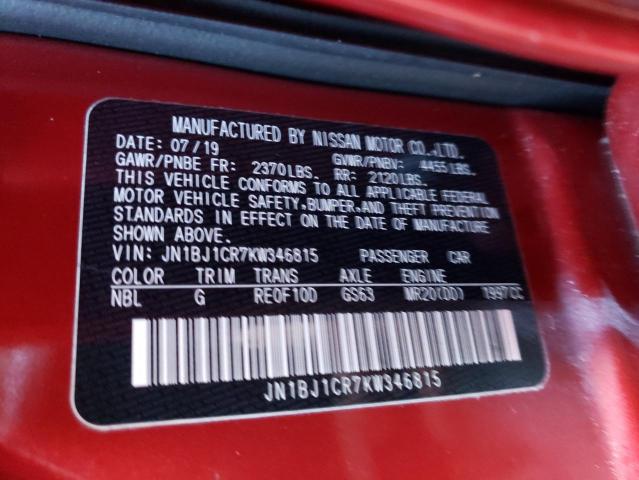 MANUFACTURED BY NISSAN MOTOR CO.,LTD.
DATE: 07/19 GVWR/PNBV: 4455LBS.
GAWR/PNBE FR: 2370LBS. RR: 2120LBS.
THIS VEHICLE CONFORMS TO ALL APPLICABLE FEDERAL
MOTOR VEHICLE SAFETY,BUMPER,AND THEFT PREVENTION
STANDARDS IN EFFECT ON THE DATE OF MANUFACTURE
SHOWN ABOVE.
VIN: JN1BJ1CR7KW346815 PASSENGER CAR
COLOR TRIM TRANS AXLE ENGINE
NBL G RE0F10D GS63 MR20(DD) 1997CC
JN1BJ1CR7KW346815